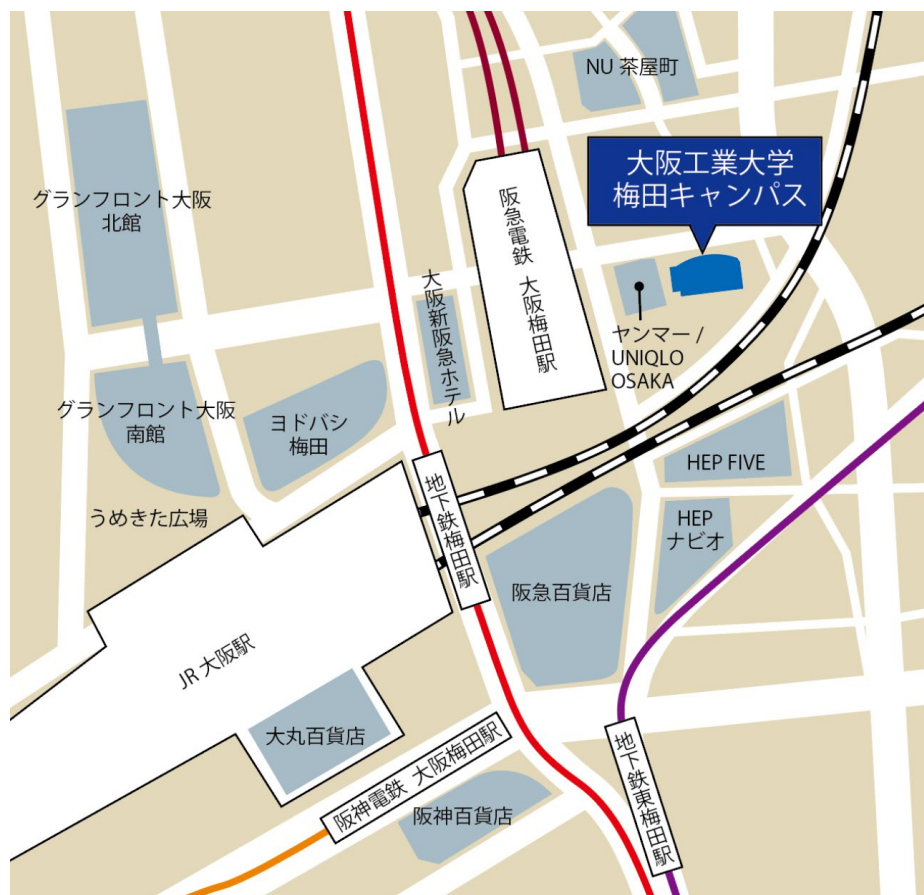 NU 茶屋町
大阪工業大学
梅田キャンパス
グランフロント大阪
北館
阪急電鉄 大阪梅田駅
大阪新阪急ホテル
ヤンマー /
UNIQLO
OSAKA
グランフロント大阪
南館
ヨドバシ
梅田
HEP FIVE
うめきた広場
地下鉄梅田駅
HEP
ナビオ
阪急百貨店
JR 大阪駅
大丸百貨店
阪神電鉄 大阪梅田駅
地下鉄東梅田駅
阪神百貨店